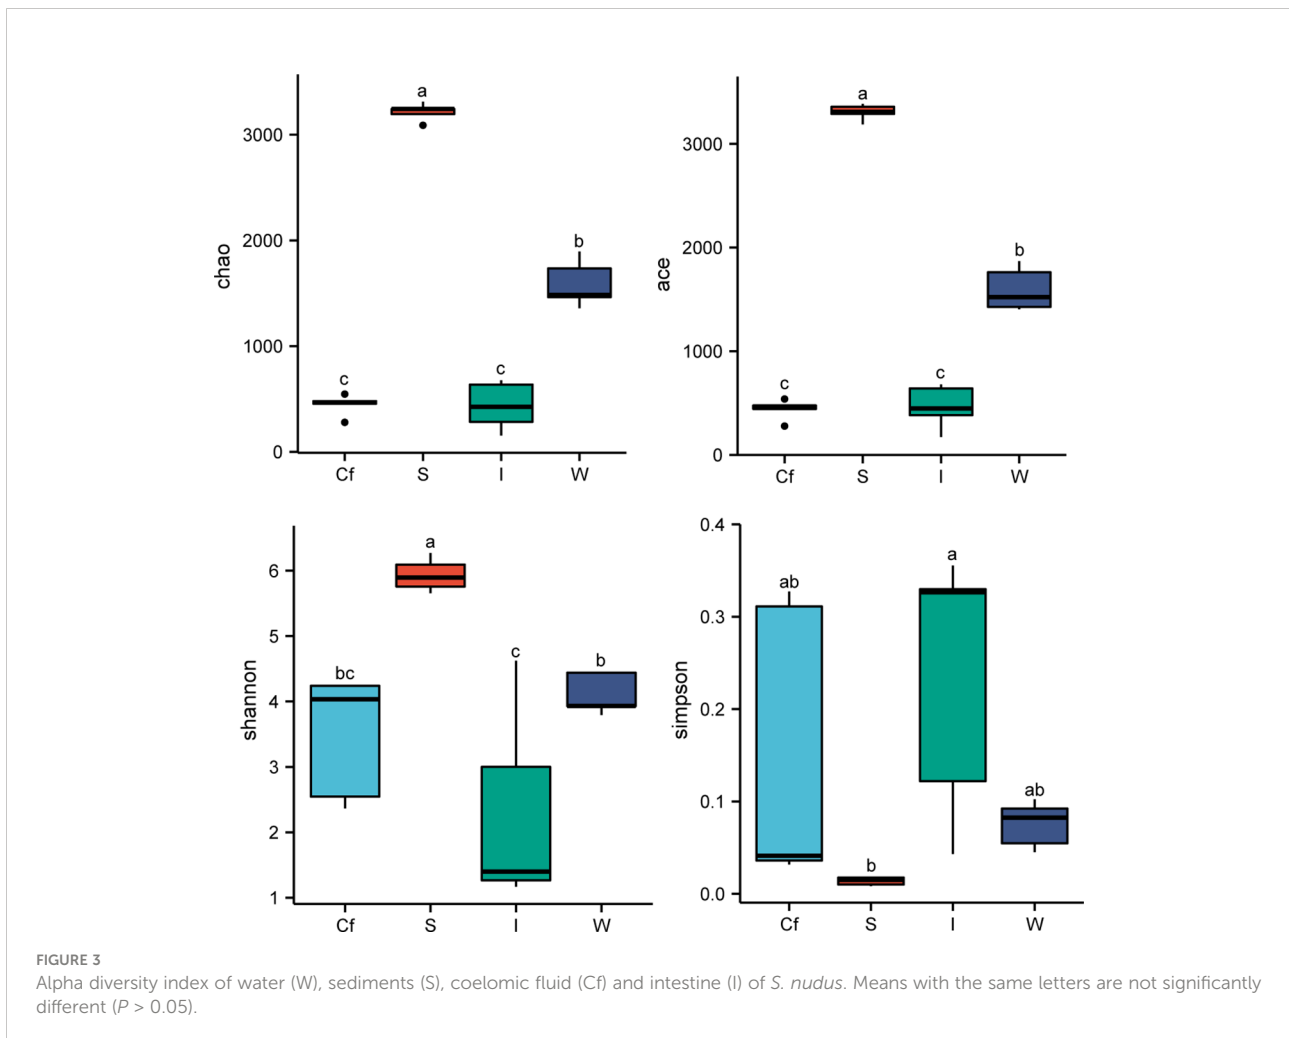 chao
3000
2000
1000
0
c
a
c
b
Cf S I W
ace
3000
2000
1000
0
c
a
c
b
Cf S I W
shannon
6
5
4
3
2
1
bc
a
c
b
Cf S I W
simpson
0.4
0.3
0.2
0.1
0.0
ab
b
a
ab
Cf S I W
FIGURE 3
Alpha diversity index of water (W), sediments (S), coelomic fluid (Cf) and intestine (I) of S. nudus. Means with the same letters are not significantly
different (P > 0.05).